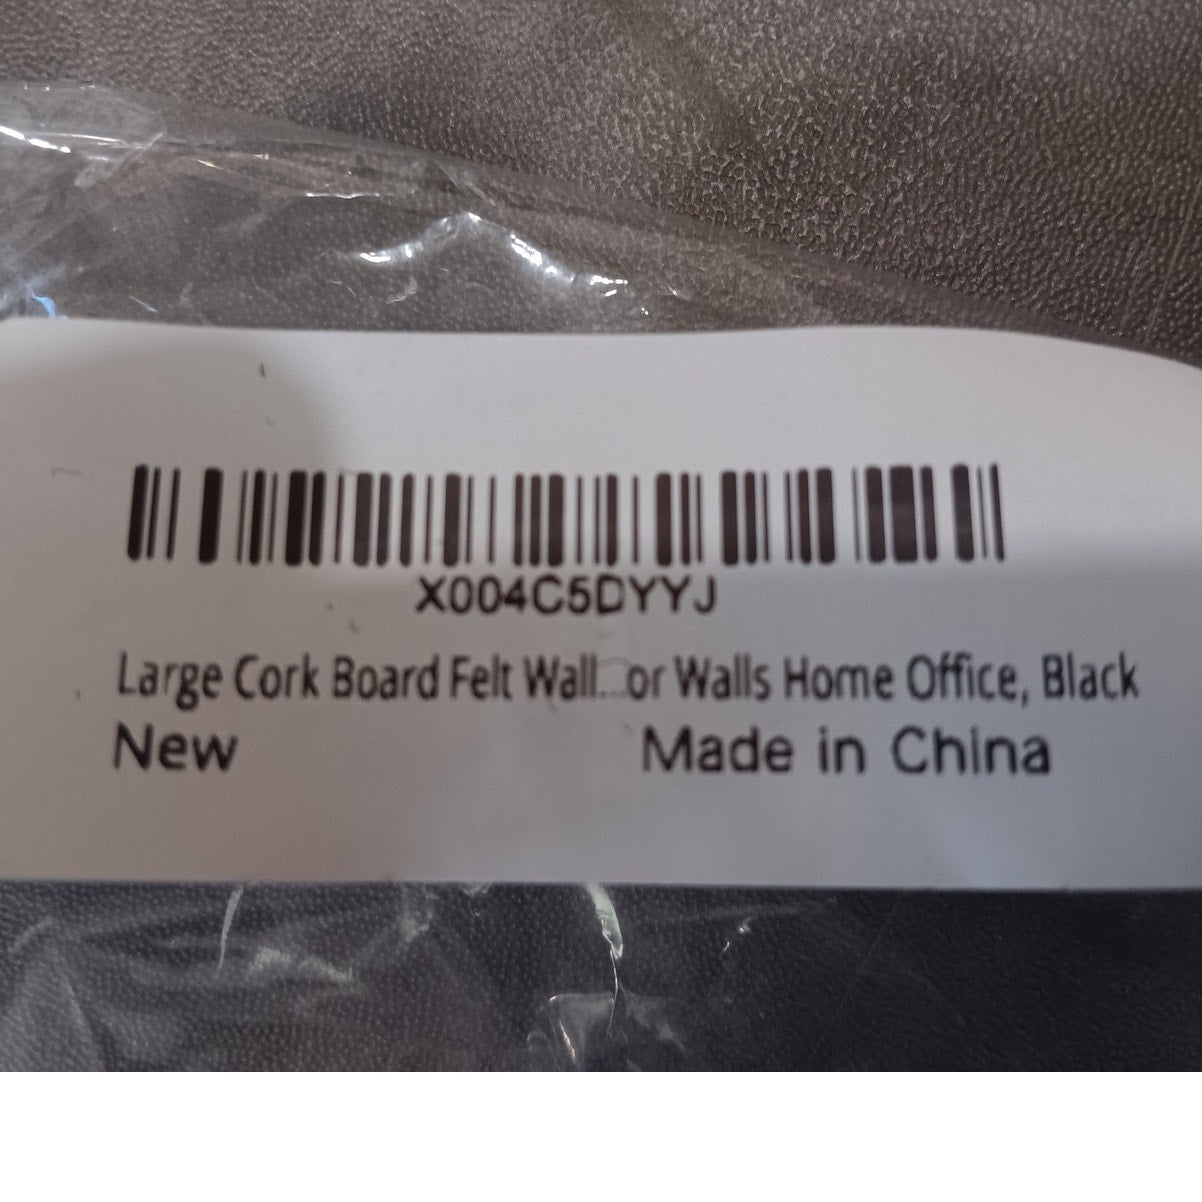 X004C5DYYJ
Large Cork Board Felt Wall...or Walls Home Office, Black
New Made in China